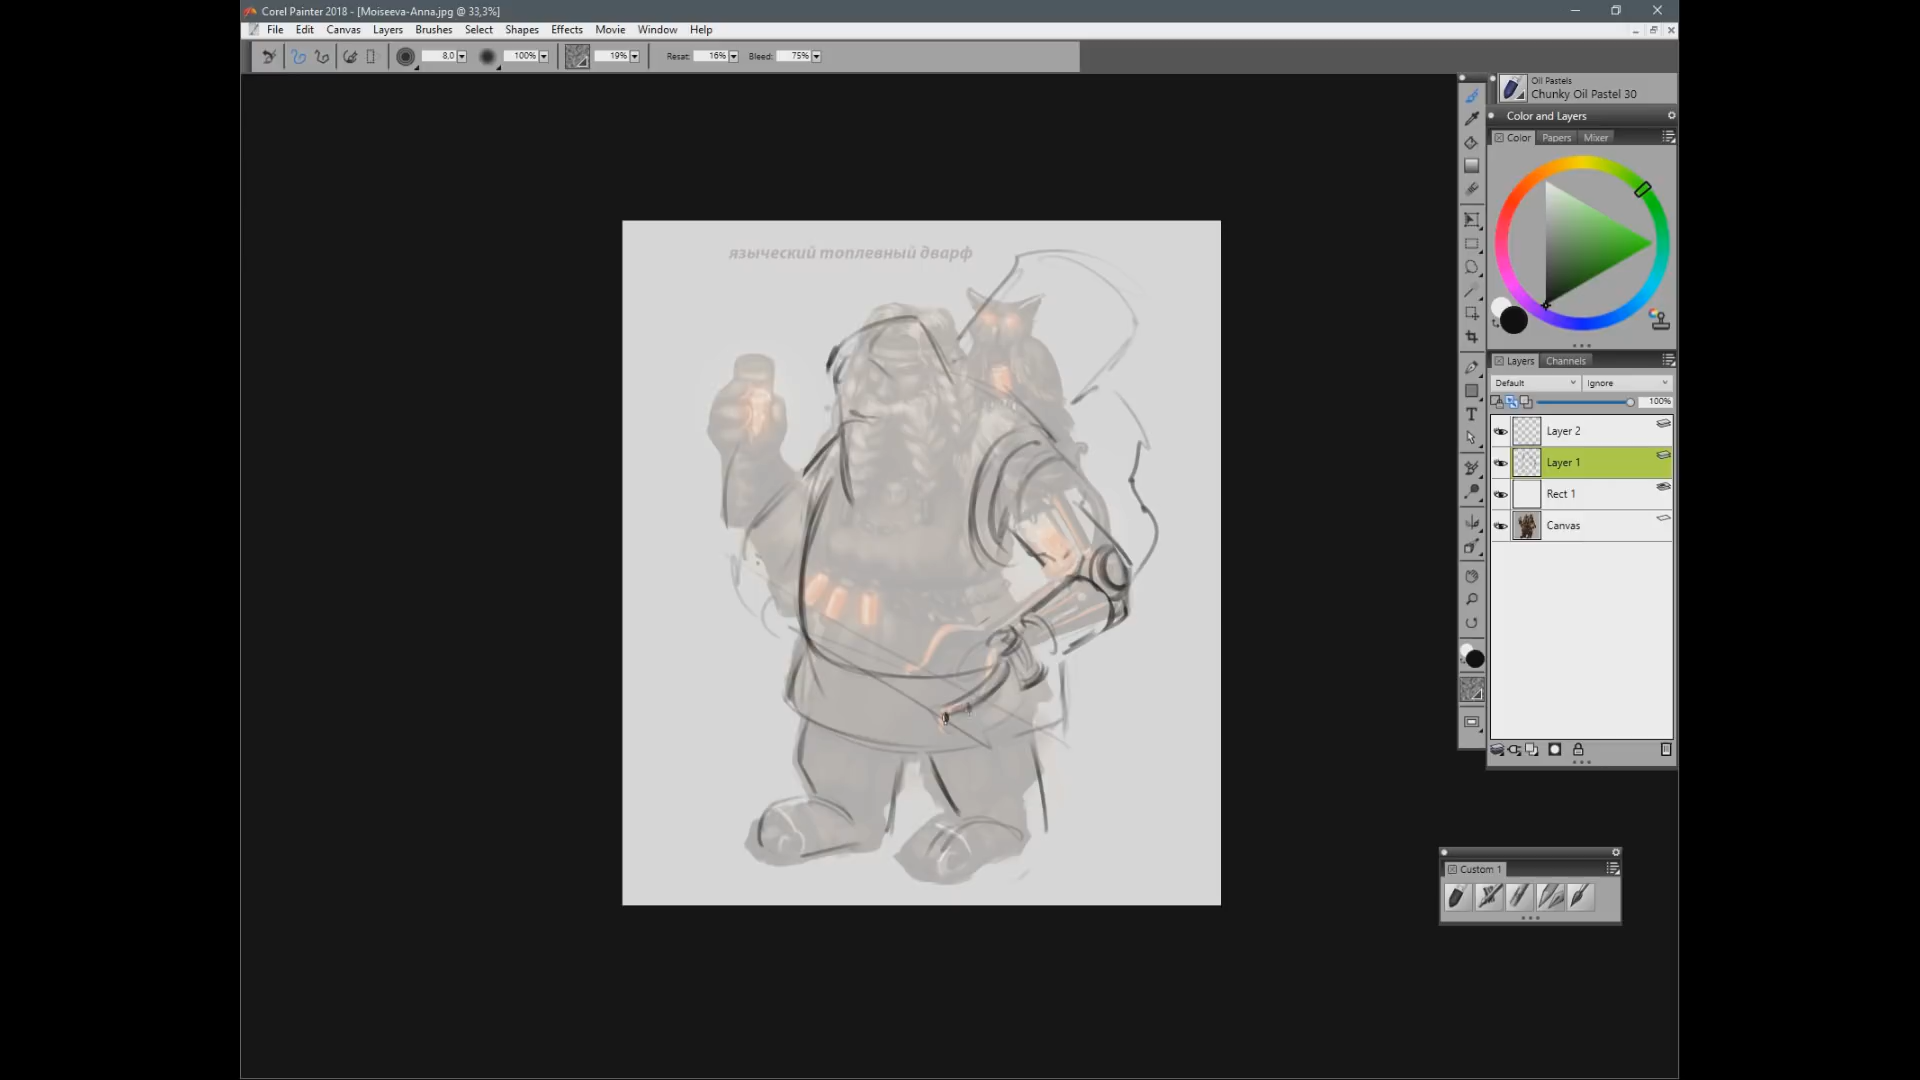 Corel Painter 2018 - [Moiseeva-Anna.jpg @ 33,3%]
File Edit Canvas Layers Brushes Select Shapes Effects Movie Window Help
8,0 100% 19% Resat: 16% Bleed: 75%
Oil Pastels
Chunky Oil Pastel 30
Color and Layers
Color Papers Mixer
языческий топлевный дварф
Layers Channels
Default Ignore
100%
Layer 2
Layer 1
Rect 1
Canvas
Custom 1